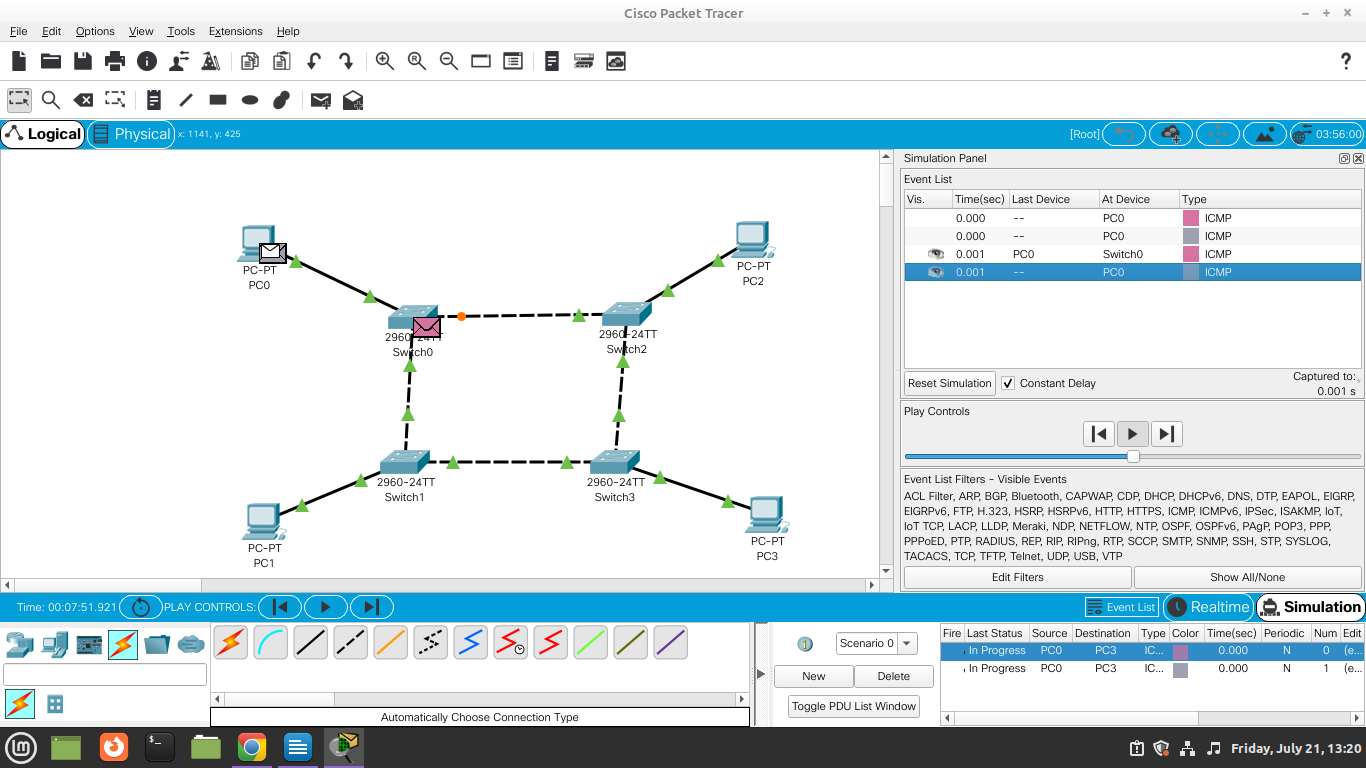 Cisco Packet Tracer
File Edit Options View Tools Extensions Help
Logical Physical x: 1141, y: 425 [Root] 03:56:00
PC-PT
PC0
PC-PT
PC2
2960-24TT
Switch0
2960-24TT
Switch2
2960-24TT
Switch1
2960-24TT
Switch3
PC-PT
PC1
PC-PT
PC3
Simulation Panel
Event List
Vis. Time(sec) Last Device At Device Type
0.000 -- PC0 ICMP
0.000 -- PC0 ICMP
0.001 PC0 Switch0 ICMP
0.001 -- PC0 ICMP
Reset Simulation Constant Delay Captured to:
0.001 s
Play Controls
Event List Filters - Visible Events
ACL Filter, ARP, BGP, Bluetooth, CAPWAP, CDP, DHCP, DHCPv6, DNS, DTP, EAPOL, EIGRP,
EIGRPv6, FTP, H.323, HSRP, HSRPv6, HTTP, HTTPS, ICMP, ICMPv6, IPSec, ISAKMP, IoT,
IoT TCP, LACP, LLDP, Meraki, NDP, NETFLOW, NTP, OSPF, OSPFv6, PAgP, POP3, PPP,
PPPoED, PTP, RADIUS, REP, RIP, RIPng, RTP, SCCP, SMTP, SNMP, SSH, STP, SYSLOG,
TACACS, TCP, TFTP, Telnet, UDP, USB, VTP
Edit Filters Show All/None
Time: 00:07:51.921 PLAY CONTROLS: Event List Realtime Simulation
Automatically Choose Connection Type
1 Scenario 0
New Delete
Toggle PDU List Window
Fire Last Status Source Destination Type Color Time(sec) Periodic Num Edit
In Progress PC0 PC3 IC... 0.000 N 0 (e...
In Progress PC0 PC3 IC... 0.000 N 1 (e...
Friday, July 21, 13:20